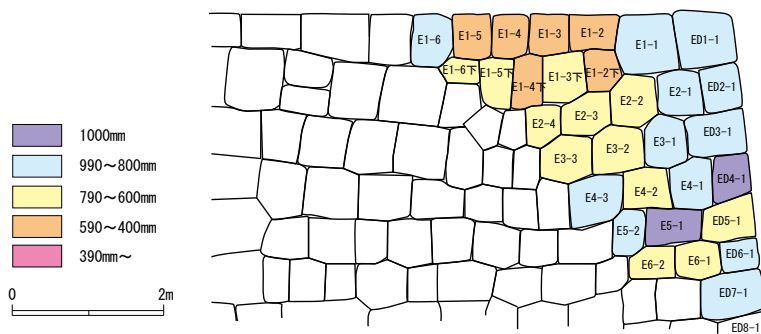 1000mm
990～800mm
790～600mm
590～400mm
390mm～
0 2m
E1-6 E1-5 E1-4 E1-3 E1-2 E1-1 ED1-1
E1-6下 E1-5下 E1-4下 E1-3下 E1-2下
E2-4 E2-3 E2-2 E2-1 ED2-1
E3-3 E3-2 E3-1 ED3-1
E4-3 E4-2 E4-1 ED4-1
E5-2 E5-1 ED5-1
E6-2 E6-1 ED6-1
ED7-1
ED8-1